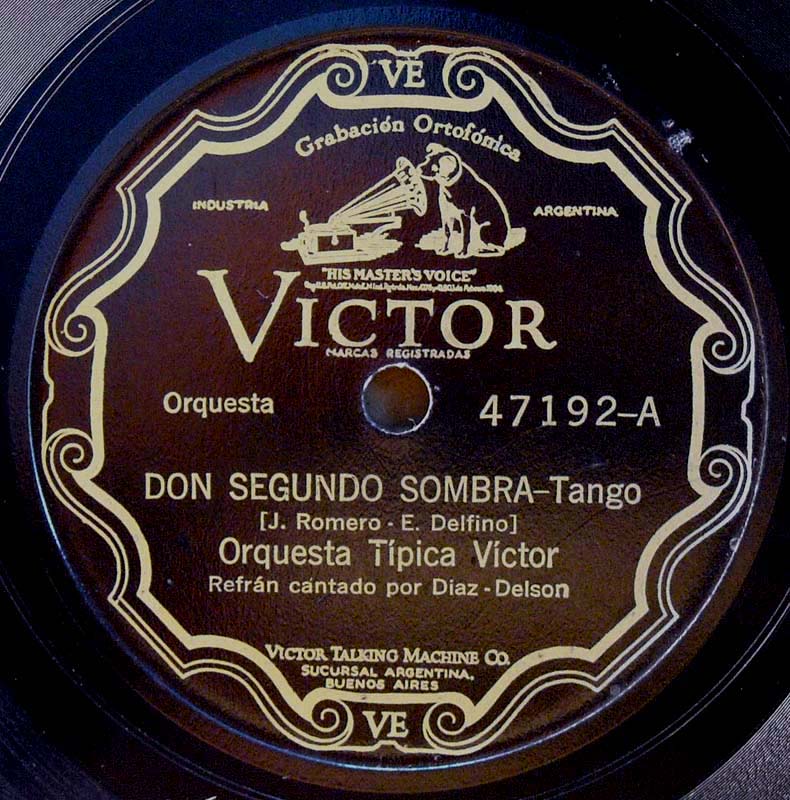 VE
Grabación Ortofónica
INDUSTRIA
ARGENTINA
"HIS MASTER'S VOICE"
VICTOR
MARCAS REGISTRADAS
Orquesta
47192-A
DON SEGUNDO SOMBRA-Tango
[J. Romero - E. Delfino]
Orquesta Típica Víctor
Refrán cantado por Diaz-Delson
VICTOR TALKING MACHINE CO.
SUCURSAL ARGENTINA,
BUENOS AIRES
VE